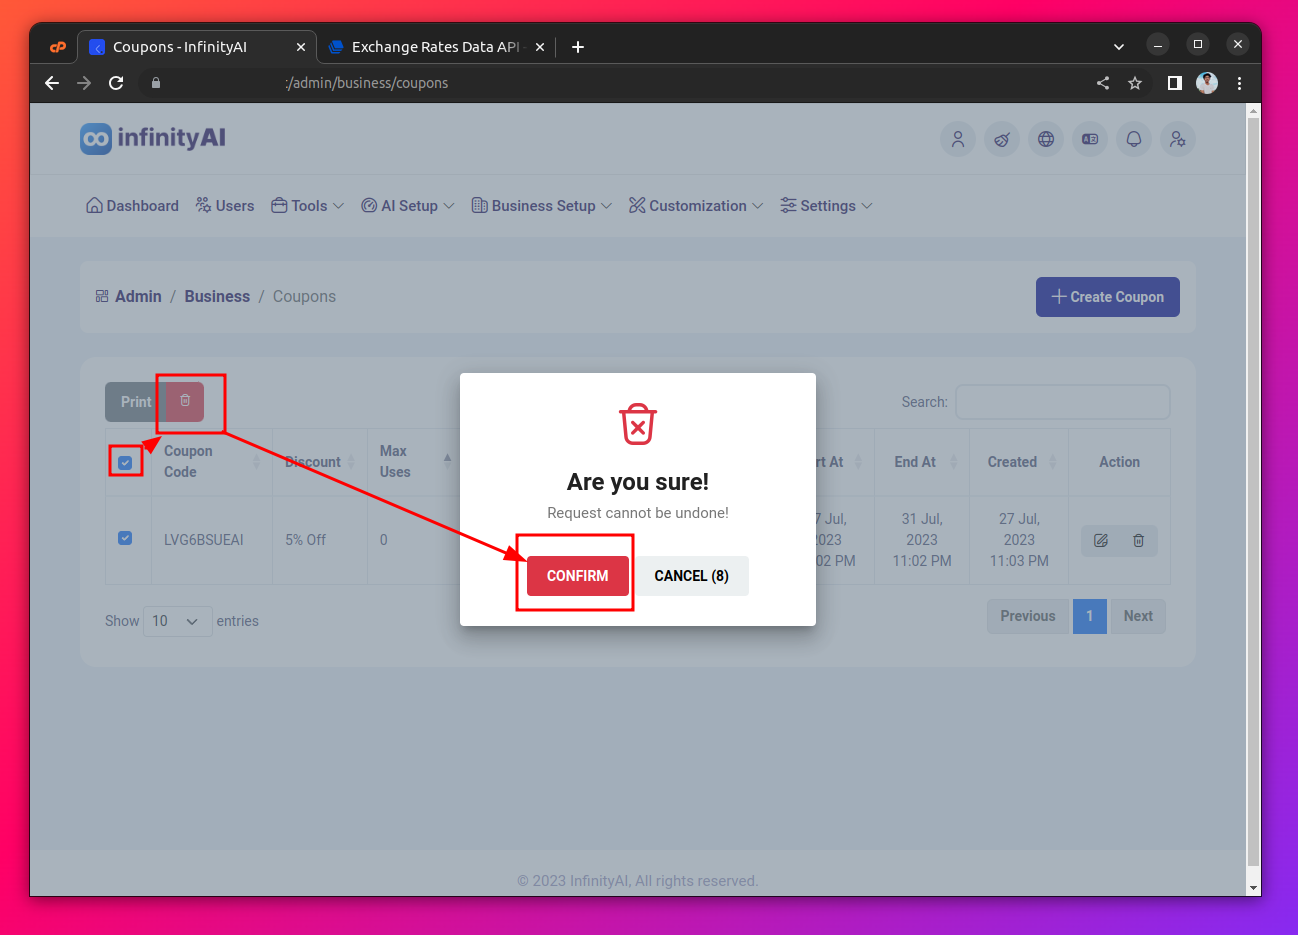 Coupons - InfinityAI
Exchange Rates Data API
:/admin/business/coupons
infinityAI
Dashboard Users Tools AI Setup Business Setup Customization Settings
Admin / Business / Coupons
Create Coupon
Print
Search:
Coupon Code
Discount
Max Uses
rt At
End At
Created
Action
LVG6BSUEAI
5% Off
0
7 Jul,
2023
02 PM
31 Jul,
2023
11:02 PM
27 Jul,
2023
11:03 PM
Are you sure!
Request cannot be undone!
CONFIRM
CANCEL (8)
Show 10 entries
Previous 1 Next
© 2023 InfinityAI, All rights reserved.